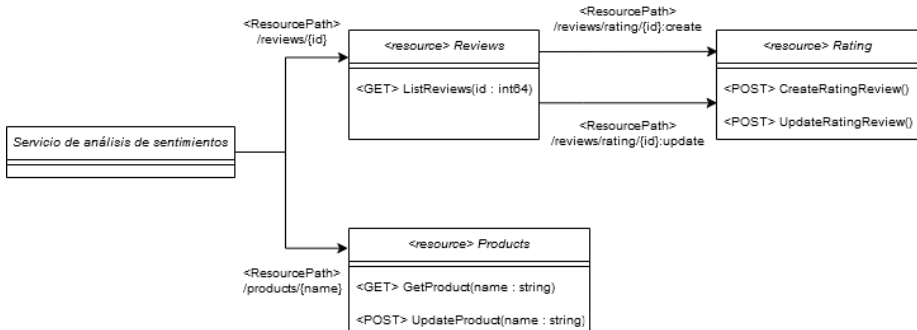 <ResourcePath>
/reviews/{id}
<resource> Reviews
<GET> ListReviews(id : int64)
<ResourcePath>
/reviews/rating/{id}:create
<ResourcePath>
/reviews/rating/{id}:update
<resource> Rating
<POST> CreateRatingReview()
<POST> UpdateRatingReview()
Servicio de análisis de sentimientos
<ResourcePath>
/products/{name}
<resource> Products
<GET> GetProduct(name : string)
<POST> UpdateProduct(name : string)